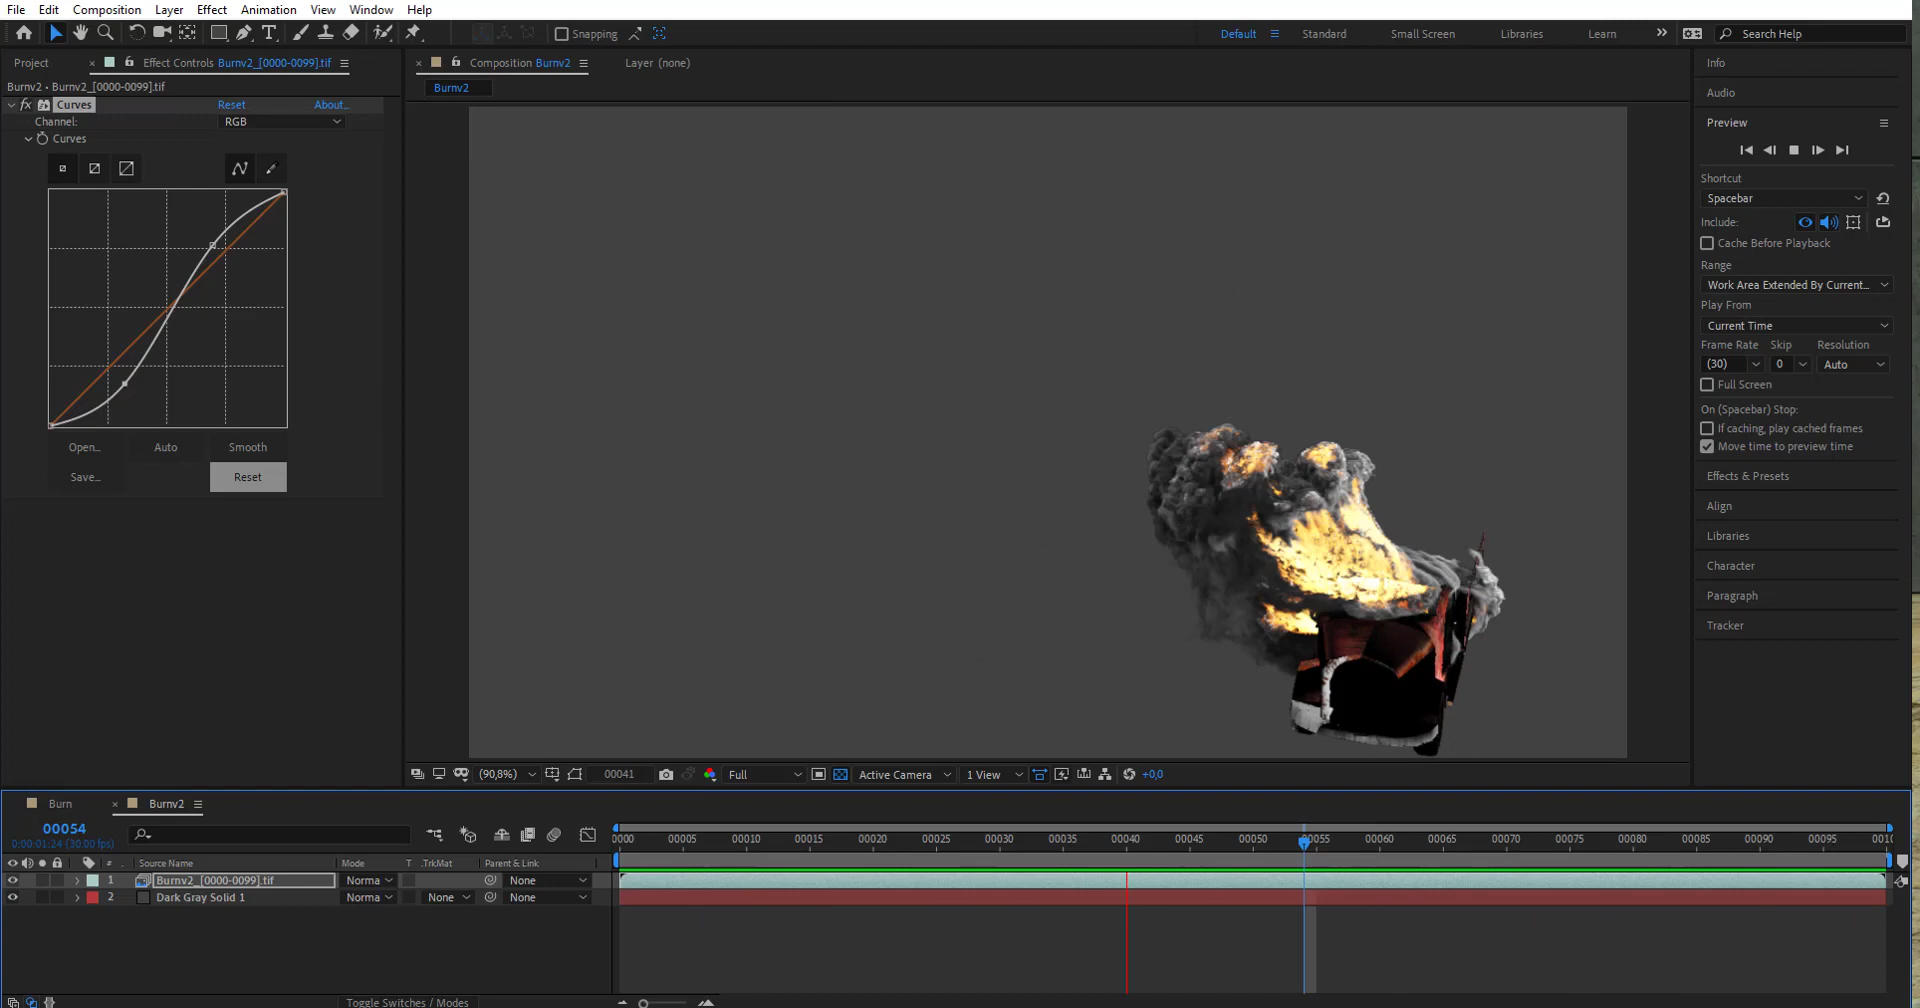 File Edit Composition Layer Effect Animation View Window Help
Snapping Default Standard Small Screen Libraries Learn Search Help
Project Effect Controls Burnv2_[0000-0099].tif Composition Burnv2 Layer (none) Info
Burnv2 • Burnv2_[0000-0099].tif Burnv2
Audio
fx Curves Reset About...
Channel: RGB
Preview
Curves
Shortcut
Spacebar
Include:
Cache Before Playback
Range
Work Area Extended By Current...
Play From
Current Time
Frame Rate Skip Resolution
(30) 0 Auto
Full Screen
On (Spacebar) Stop:
If caching, play cached frames
Move time to preview time
Open... Auto Smooth
Save... Reset
Effects & Presets
Align
Libraries
Character
Paragraph
Tracker
(90,8%) 00041 Full Active Camera 1 View +0,0
Burn Burnv2
00054
0:00:01:24 (30.00 fps)
0000 00005 00010 00015 00020 00025 00030 00035 00040 00045 00050 00055 00060 00065 00070 00075 00080 00085 00090 00095 0010
# Source Name Mode T .TrkMat Parent & Link
1 Burnv2_[0000-0099].tif Norma None
2 Dark Gray Solid 1 Norma None None
Toggle Switches / Modes